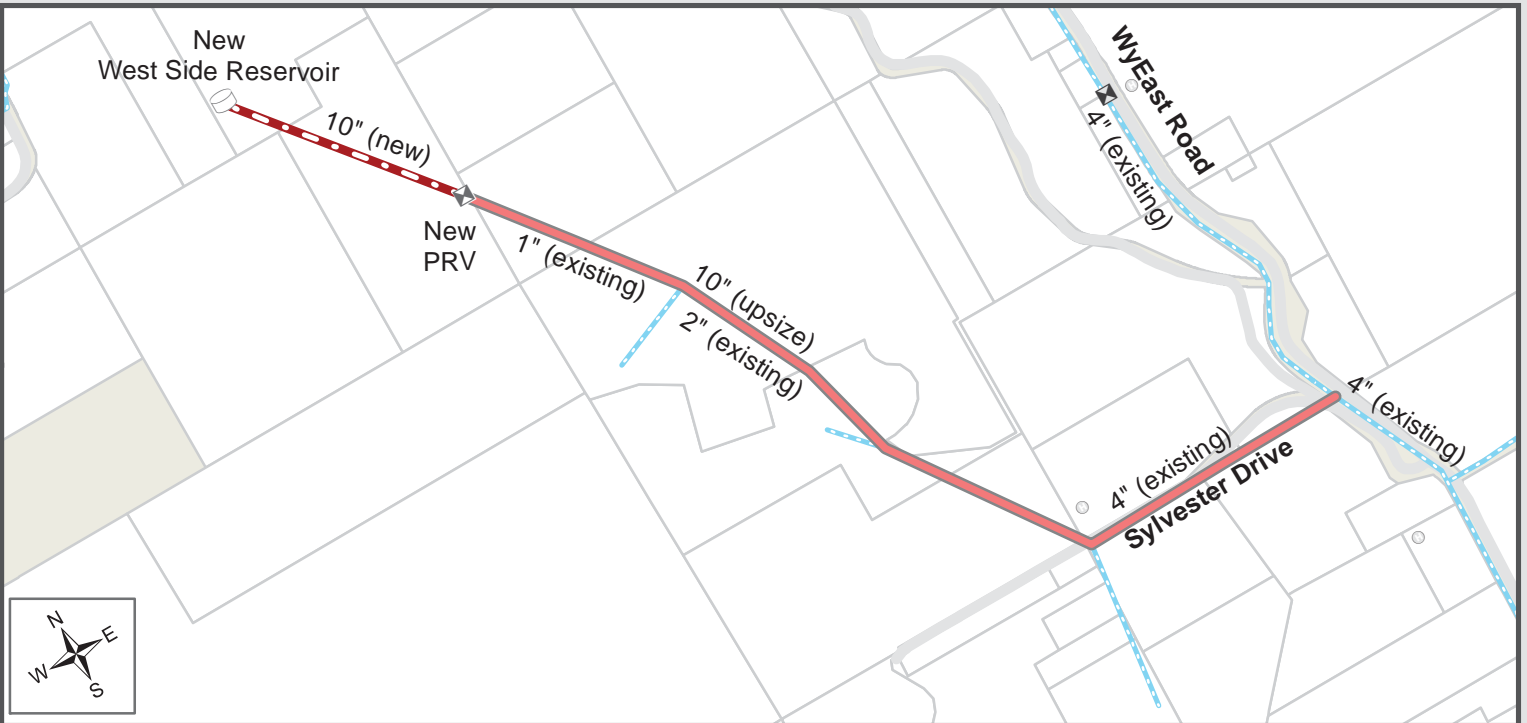 New
West Side Reservoir
10" (new)
New
PRV
1" (existing)
10" (upsize)
2" (existing)
WyEast Road
4" (existing)
4" (existing)
4" (existing)
Sylvester Drive
N
E
W
S